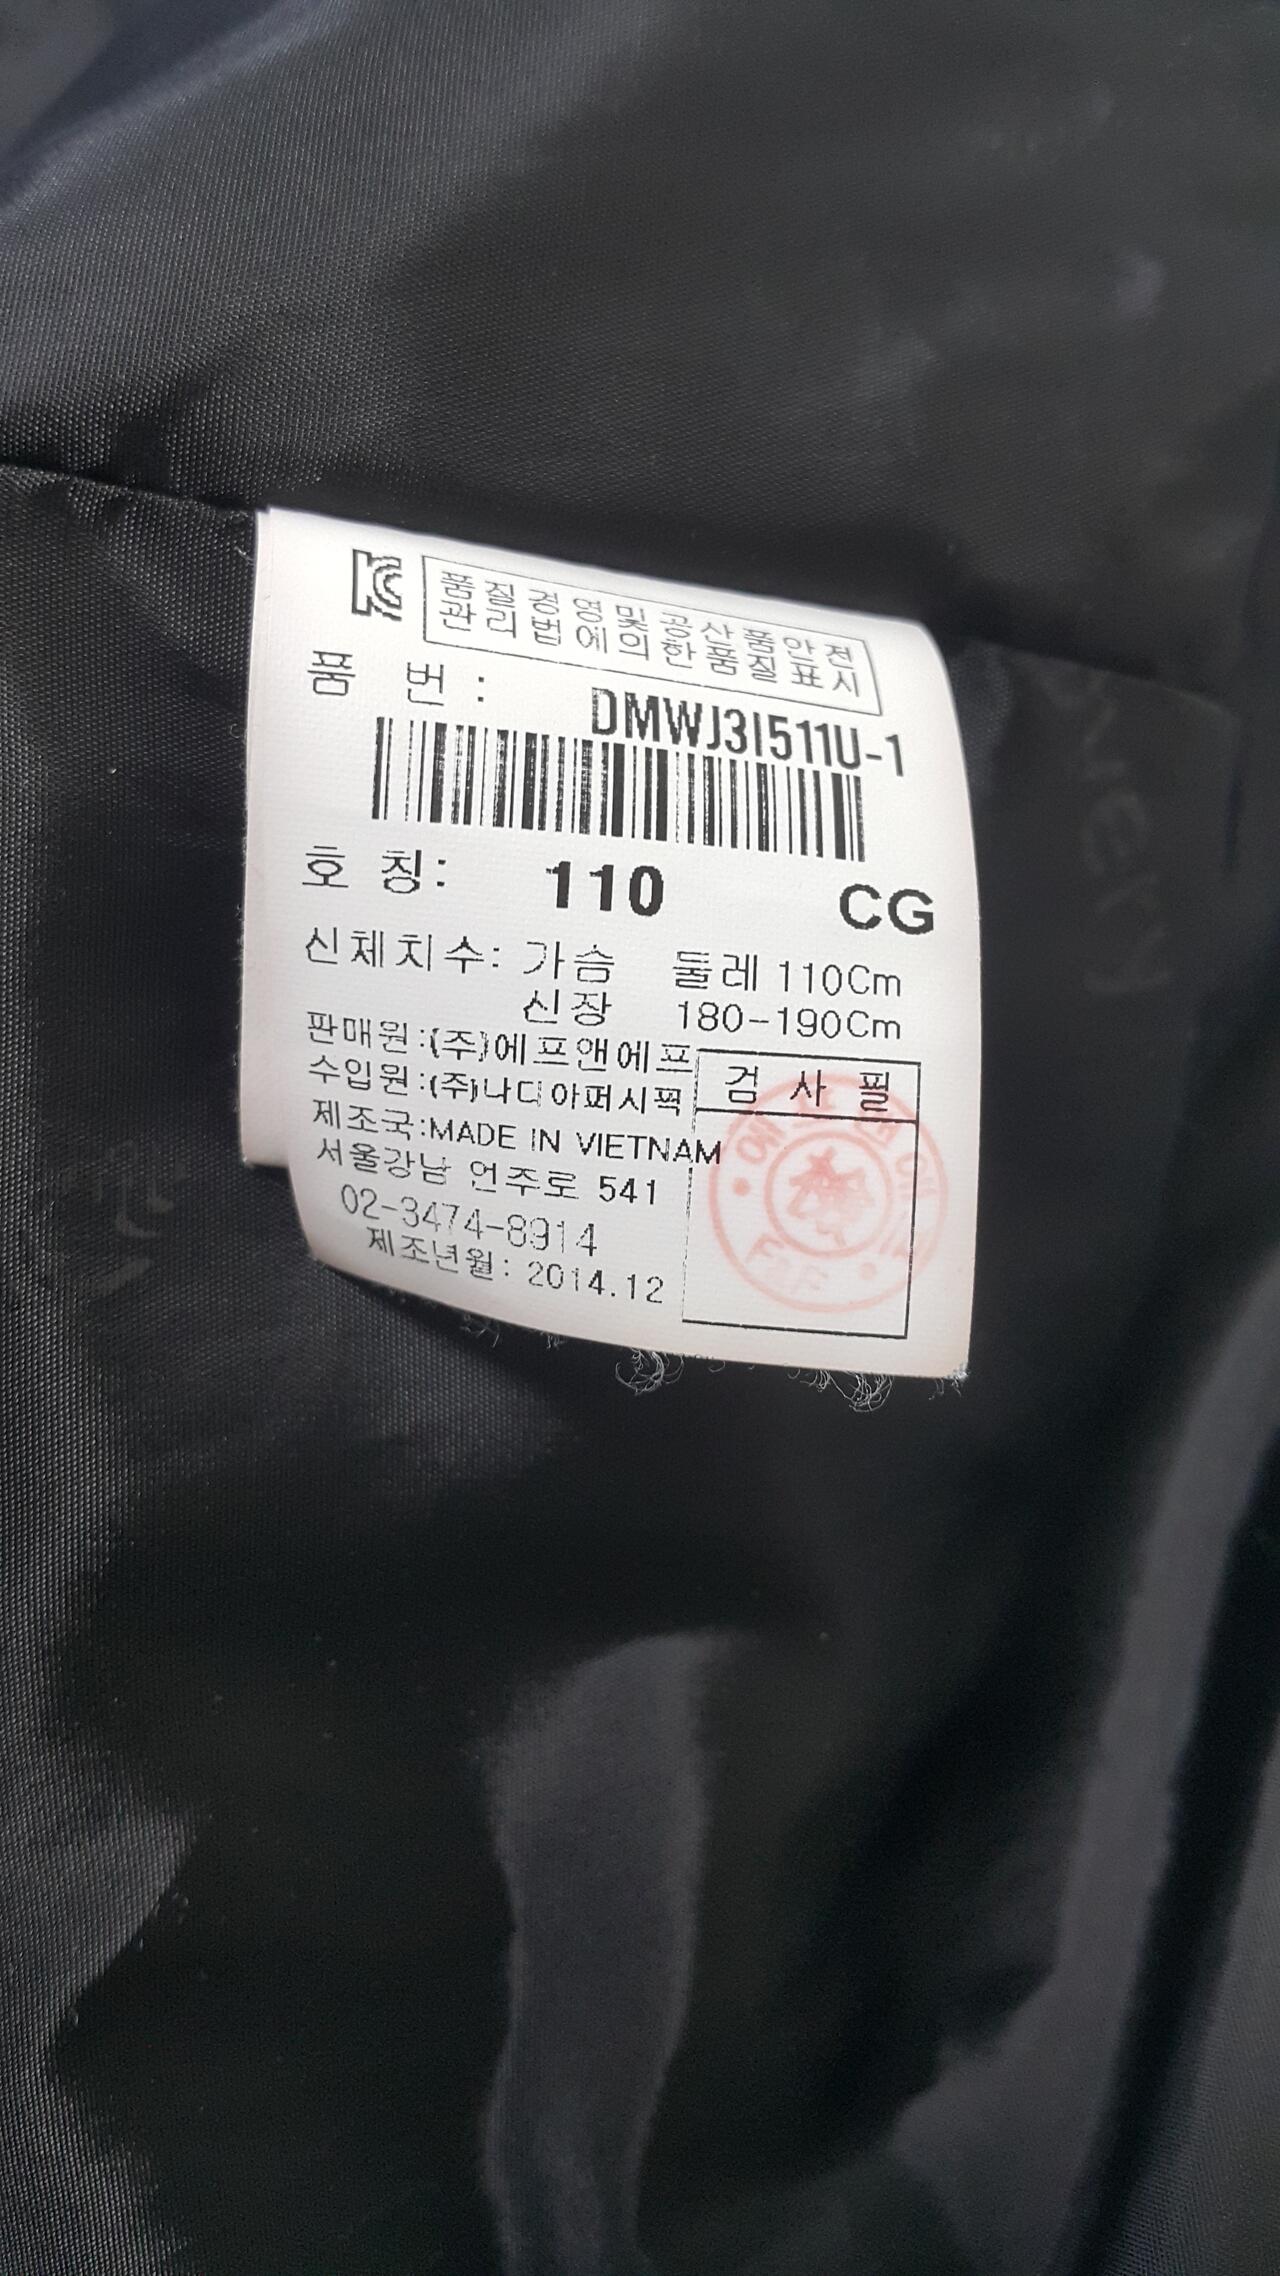 품질경영및공산품안전
관리법에의한품질표시
품 번 : DMWJ3I511U-1
호 칭: 110 CG
신체치수: 가슴 둘레 110Cm
신장 180-190Cm
판매원:(주)에프앤에프
수입원:(주)나디아퍼시픽
검 사 필
제조국:MADE IN VIETNAM
서울강남 언주로 541
02-3474-8914
제조년월: 2014.12